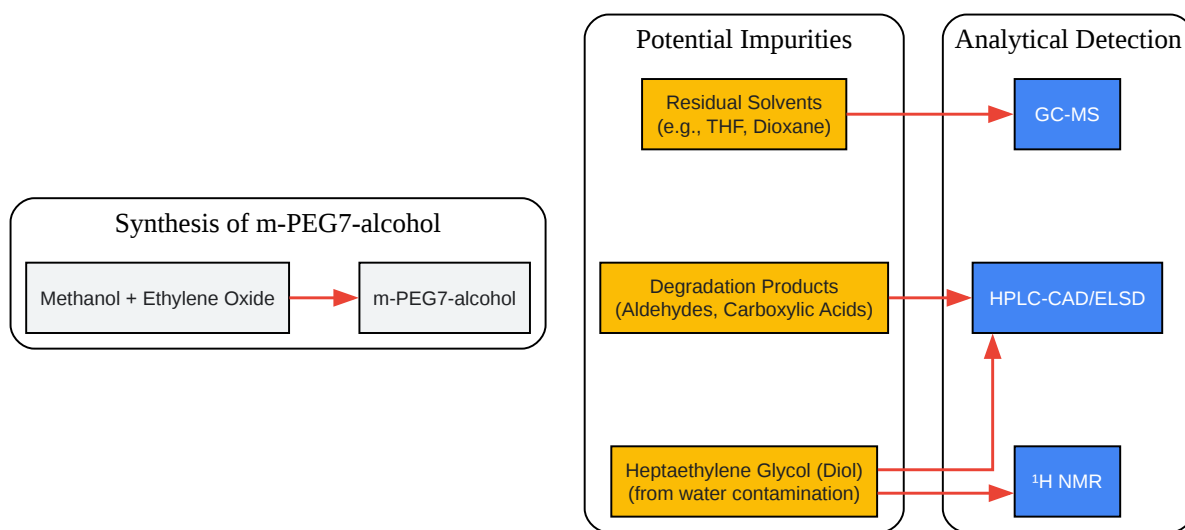 Synthesis of m-PEG7-alcohol
Methanol + Ethylene Oxide
m-PEG7-alcohol
Potential Impurities
Residual Solvents
(e.g., THF, Dioxane)
Degradation Products
(Aldehydes, Carboxylic Acids)
Heptaethylene Glycol (Diol)
(from water contamination)
Analytical Detection
GC-MS
HPLC-CAD/ELSD
¹H NMR